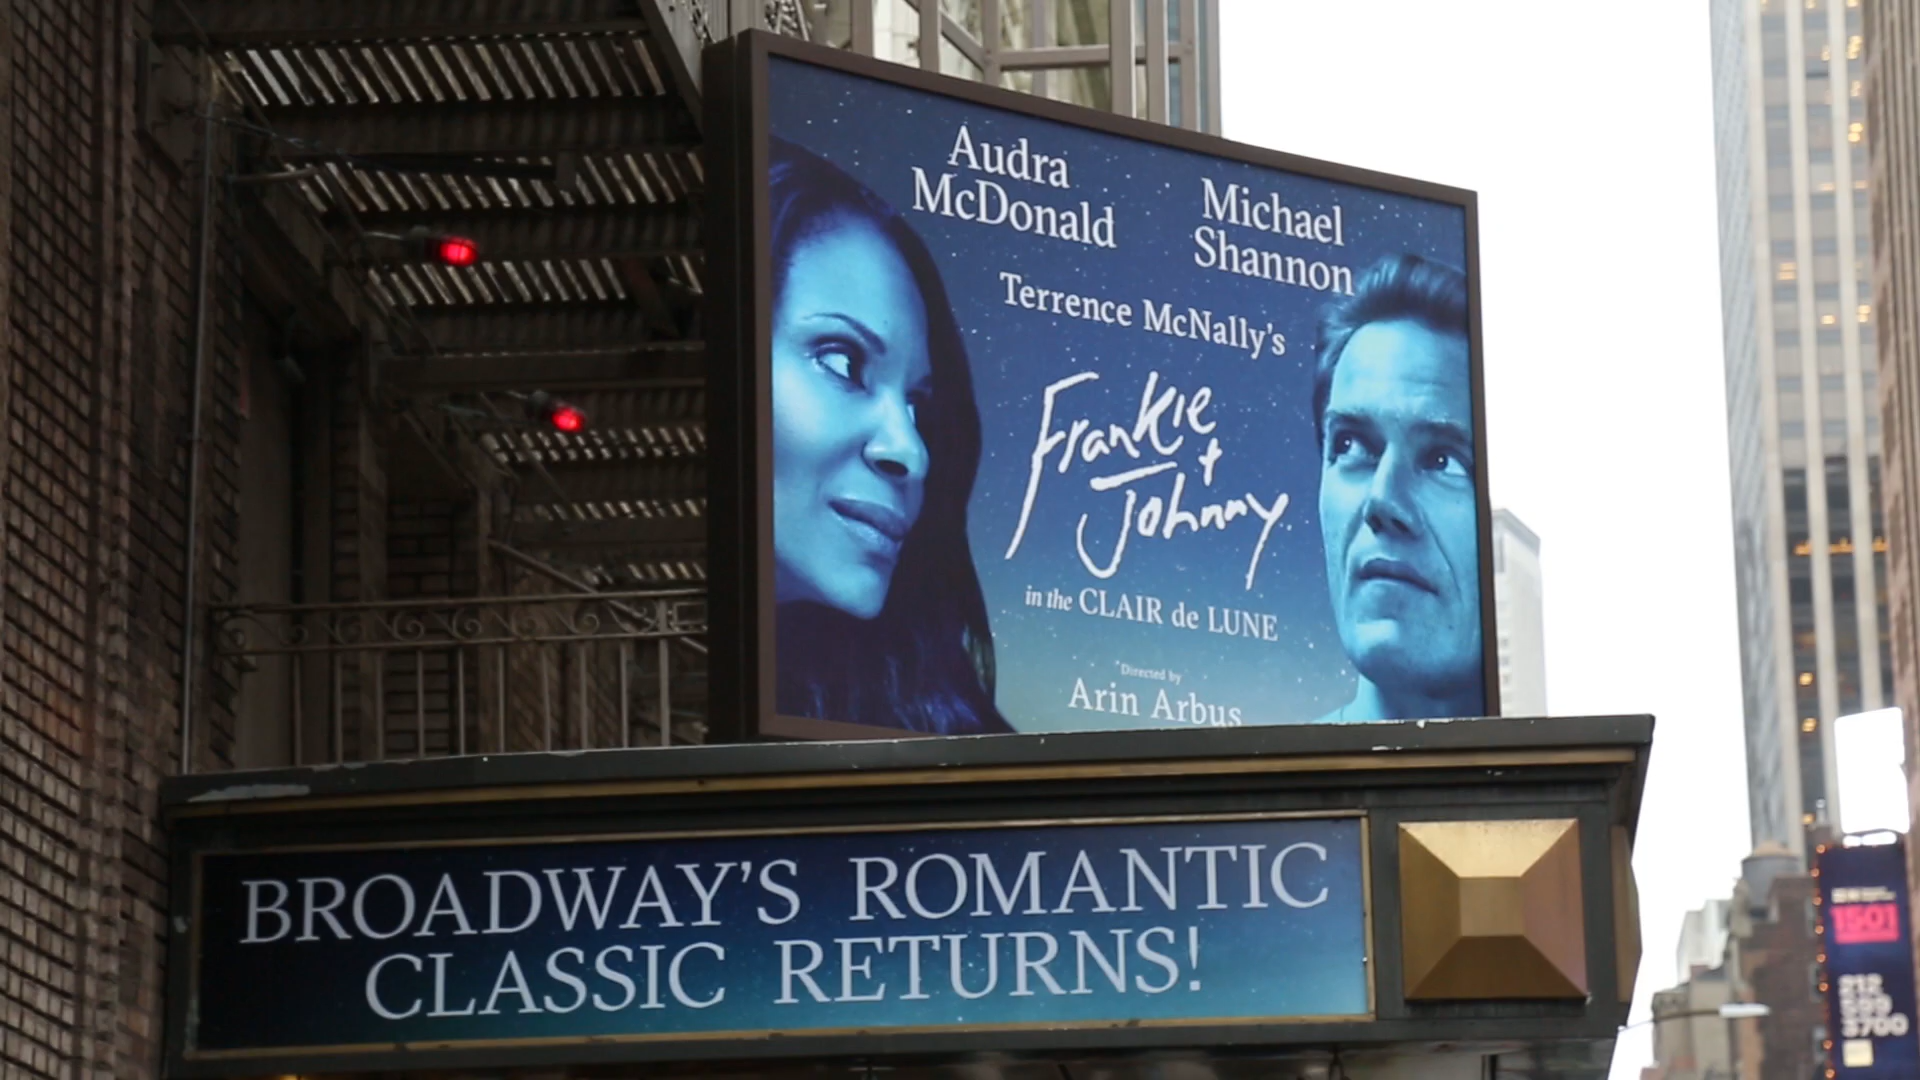 Audra
McDonald
Michael
Shannon
Terrence McNally's
Frankie
+
Johnny
in the CLAIR de LUNE
Directed by
Arin Arbus
BROADWAY'S ROMANTIC
CLASSIC RETURNS!
1501
212
599
3700